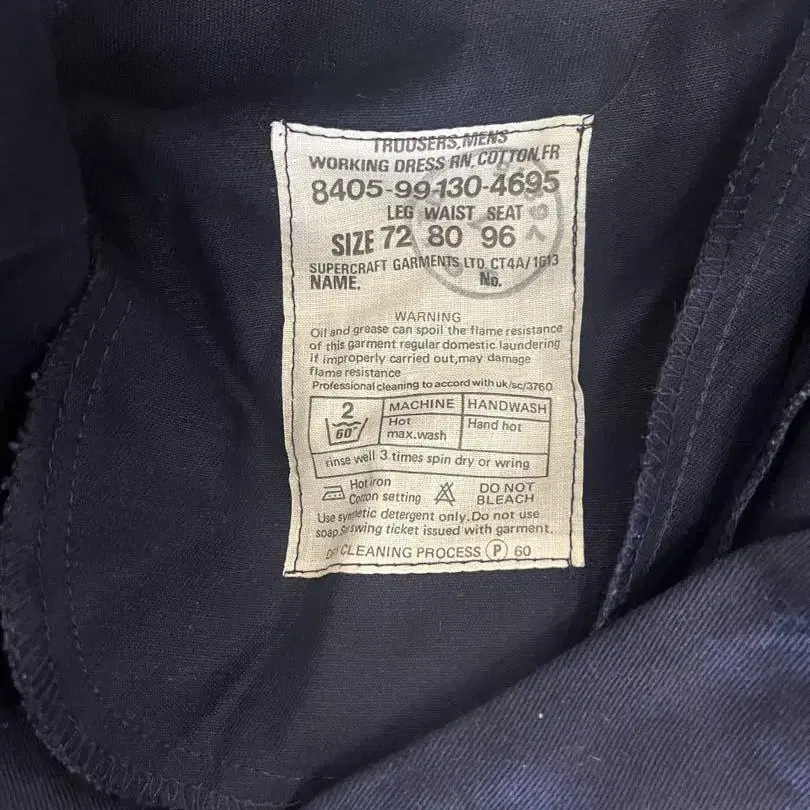 TROUSERS,MENS
WORKING DRESS RN, COTTON,FR
8405-99-130-4695
LEG WAIST SEAT
SIZE 72 80 96
SUPERCRAFT GARMENTS LTD CT4A/1613
NAME. No.
WARNING
Oil and grease can spoil the flame resistance
of this garment regular domestic laundering
if improperly carried out,may damage
flame resistance
Professional cleaning to accord with uk/sc/3760
2 MACHINE HANDWASH
60° Hot Hand hot
max.wash
rinse well 3 times spin dry or wring
Hot iron DO NOT
Cotton setting BLEACH
Use synthetic detergent only. Do not use
soap swing ticket issued with garment.
DRY CLEANING PROCESS P 60